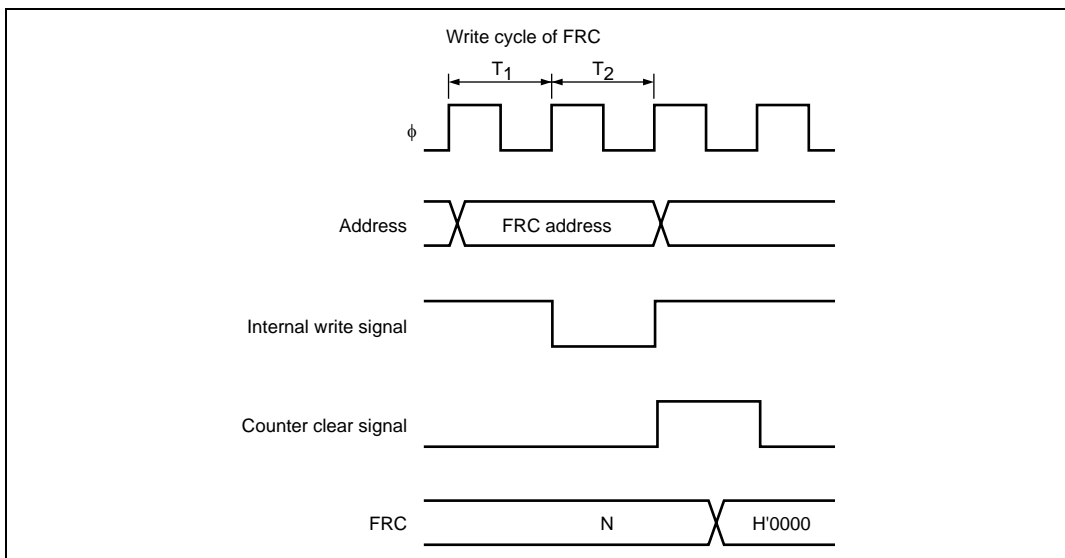 Write cycle of FRC
T1 T2
ϕ
Address FRC address
Internal write signal
Counter clear signal
FRC N H'0000